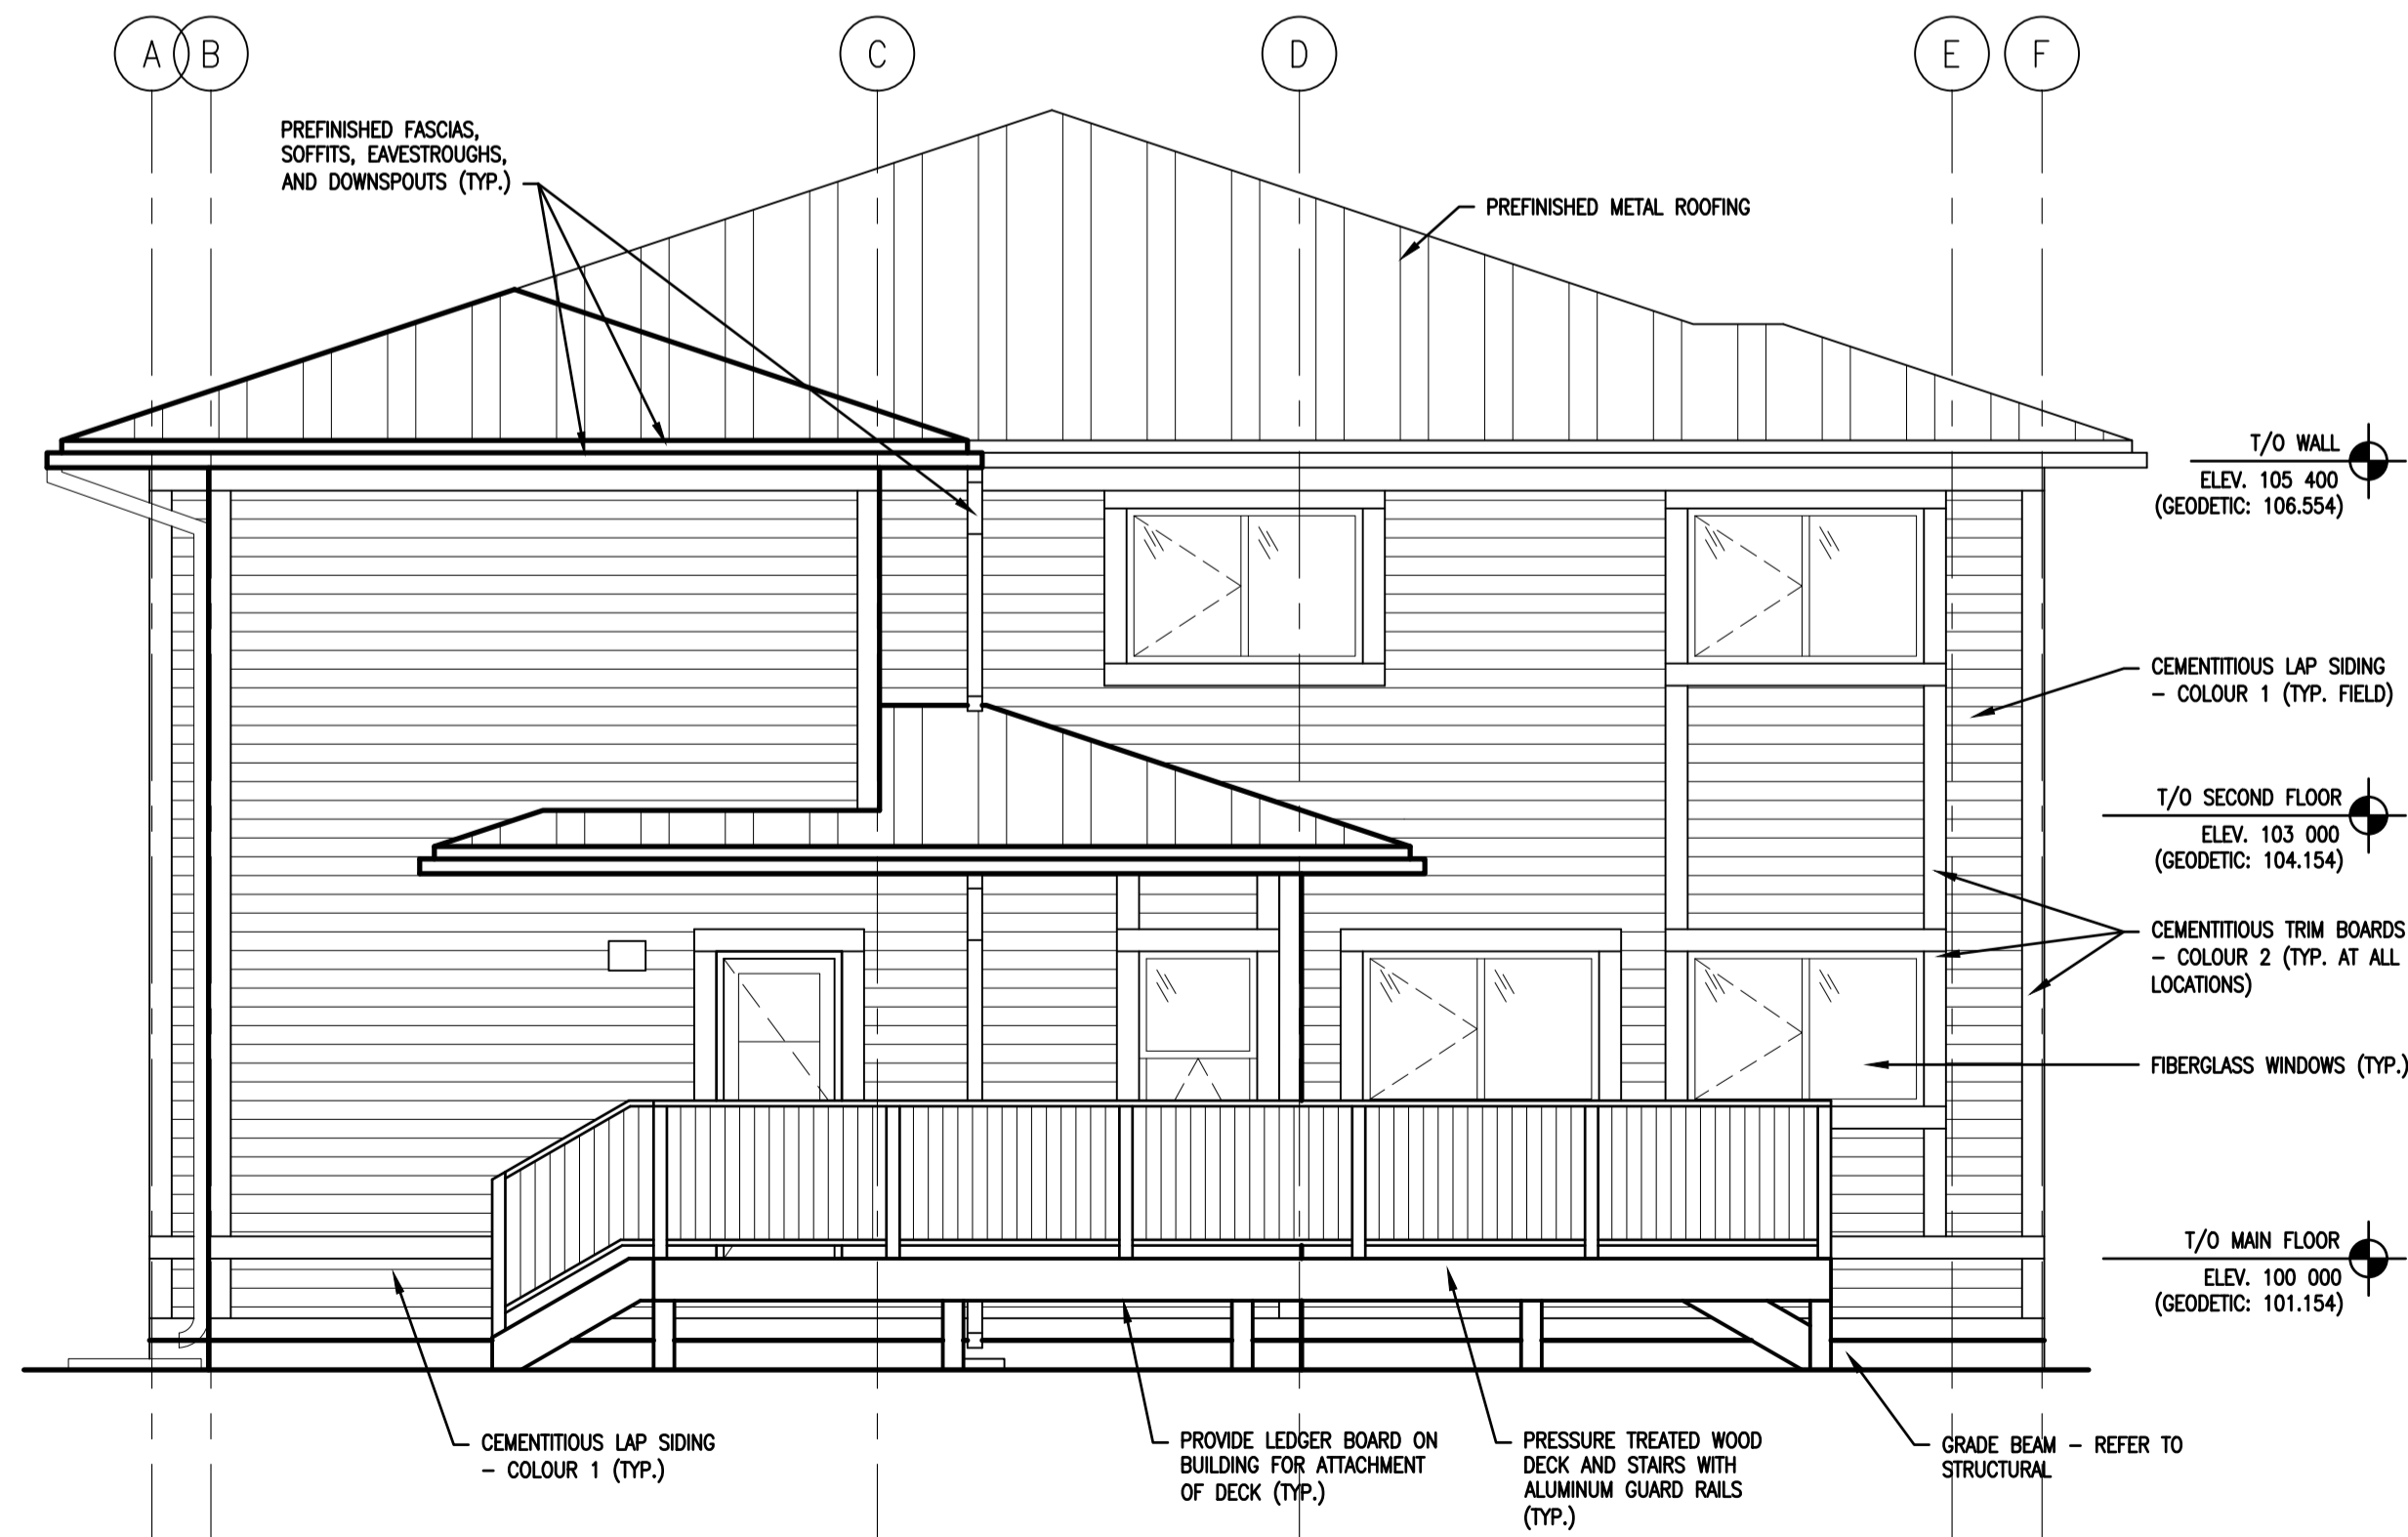 A
B
C
D
E
F
PREFINISHED FASCIAS,
SOFFITS, EAVESTROUGHS,
AND DOWNSPOUTS (TYP.)
PREFINISHED METAL ROOFING
T/O WALL
ELEV. 105 400
(GEODETIC: 106.554)
CEMENTITIOUS LAP SIDING
– COLOUR 1 (TYP. FIELD)
T/O SECOND FLOOR
ELEV. 103 000
(GEODETIC: 104.154)
CEMENTITIOUS TRIM BOARDS
– COLOUR 2 (TYP. AT ALL
LOCATIONS)
FIBERGLASS WINDOWS (TYP.)
T/O MAIN FLOOR
ELEV. 100 000
(GEODETIC: 101.154)
CEMENTITIOUS LAP SIDING
– COLOUR 1 (TYP.)
PROVIDE LEDGER BOARD ON
BUILDING FOR ATTACHMENT
OF DECK (TYP.)
PRESSURE TREATED WOOD
DECK AND STAIRS WITH
ALUMINUM GUARD RAILS
(TYP.)
GRADE BEAM – REFER TO
STRUCTURAL